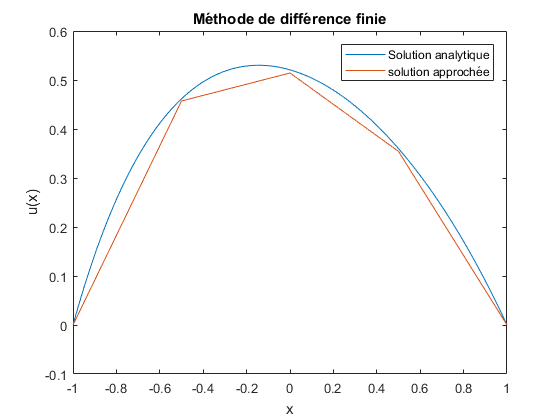 Méthode de différence finie
Solution analytique
solution approchée
0.6
0.5
0.4
0.3
0.2
0.1
0
-0.1
u(x)
-1 -0.8 -0.6 -0.4 -0.2 0 0.2 0.4 0.6 0.8 1
x